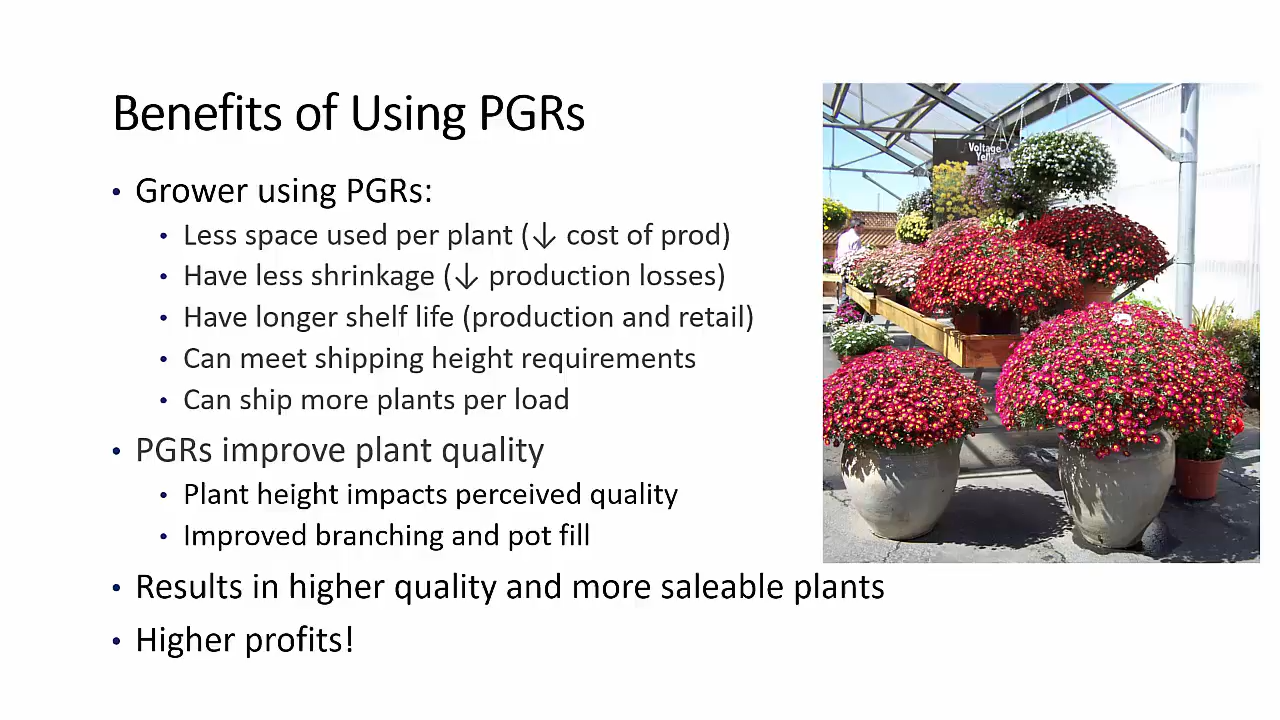 Benefits of Using PGRs
• Grower using PGRs:
• Less space used per plant (↓ cost of prod)
• Have less shrinkage (↓ production losses)
• Have longer shelf life (production and retail)
• Can meet shipping height requirements
• Can ship more plants per load
• PGRs improve plant quality
• Plant height impacts perceived quality
• Improved branching and pot fill
• Results in higher quality and more saleable plants
• Higher profits!
Voltage